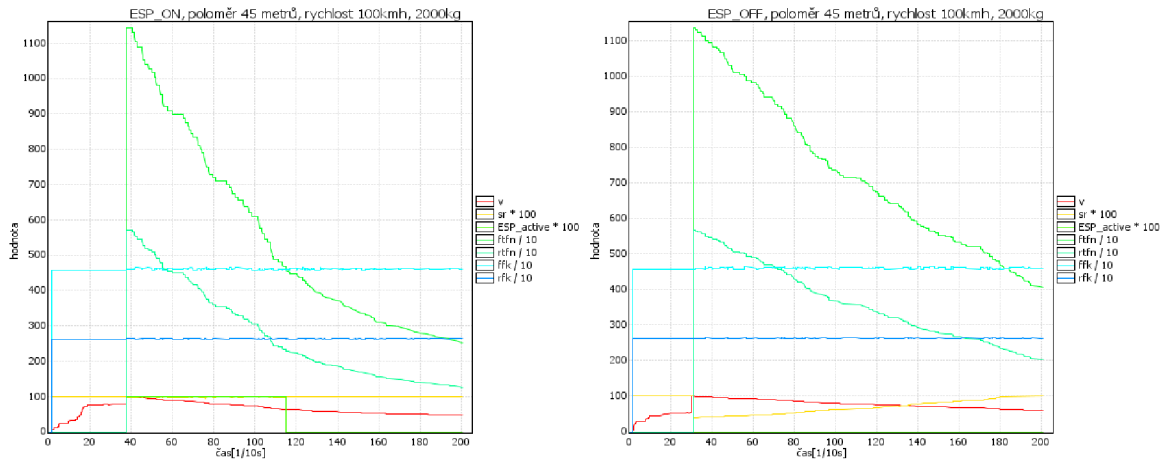 ESP_ON, poloměr 45 metrů, rychlost 100kmh, 2000kg
1100
1000
900
800
700
600
500
400
300
200
100
0
hodnota
0 20 40 60 80 100 120 140 160 180 200
čas[1/10s]
v
sr * 100
ESP_active * 100
ftfn / 10
rtfn / 10
ffk / 10
rfk / 10
ESP_OFF, poloměr 45 metrů, rychlost 100kmh, 2000kg
1100
1000
900
800
700
600
500
400
300
200
100
0
hodnota
0 20 40 60 80 100 120 140 160 180 200
čas[1/10s]
v
sr * 100
ESP_active * 100
ftfn / 10
rtfn / 10
ffk / 10
rfk / 10